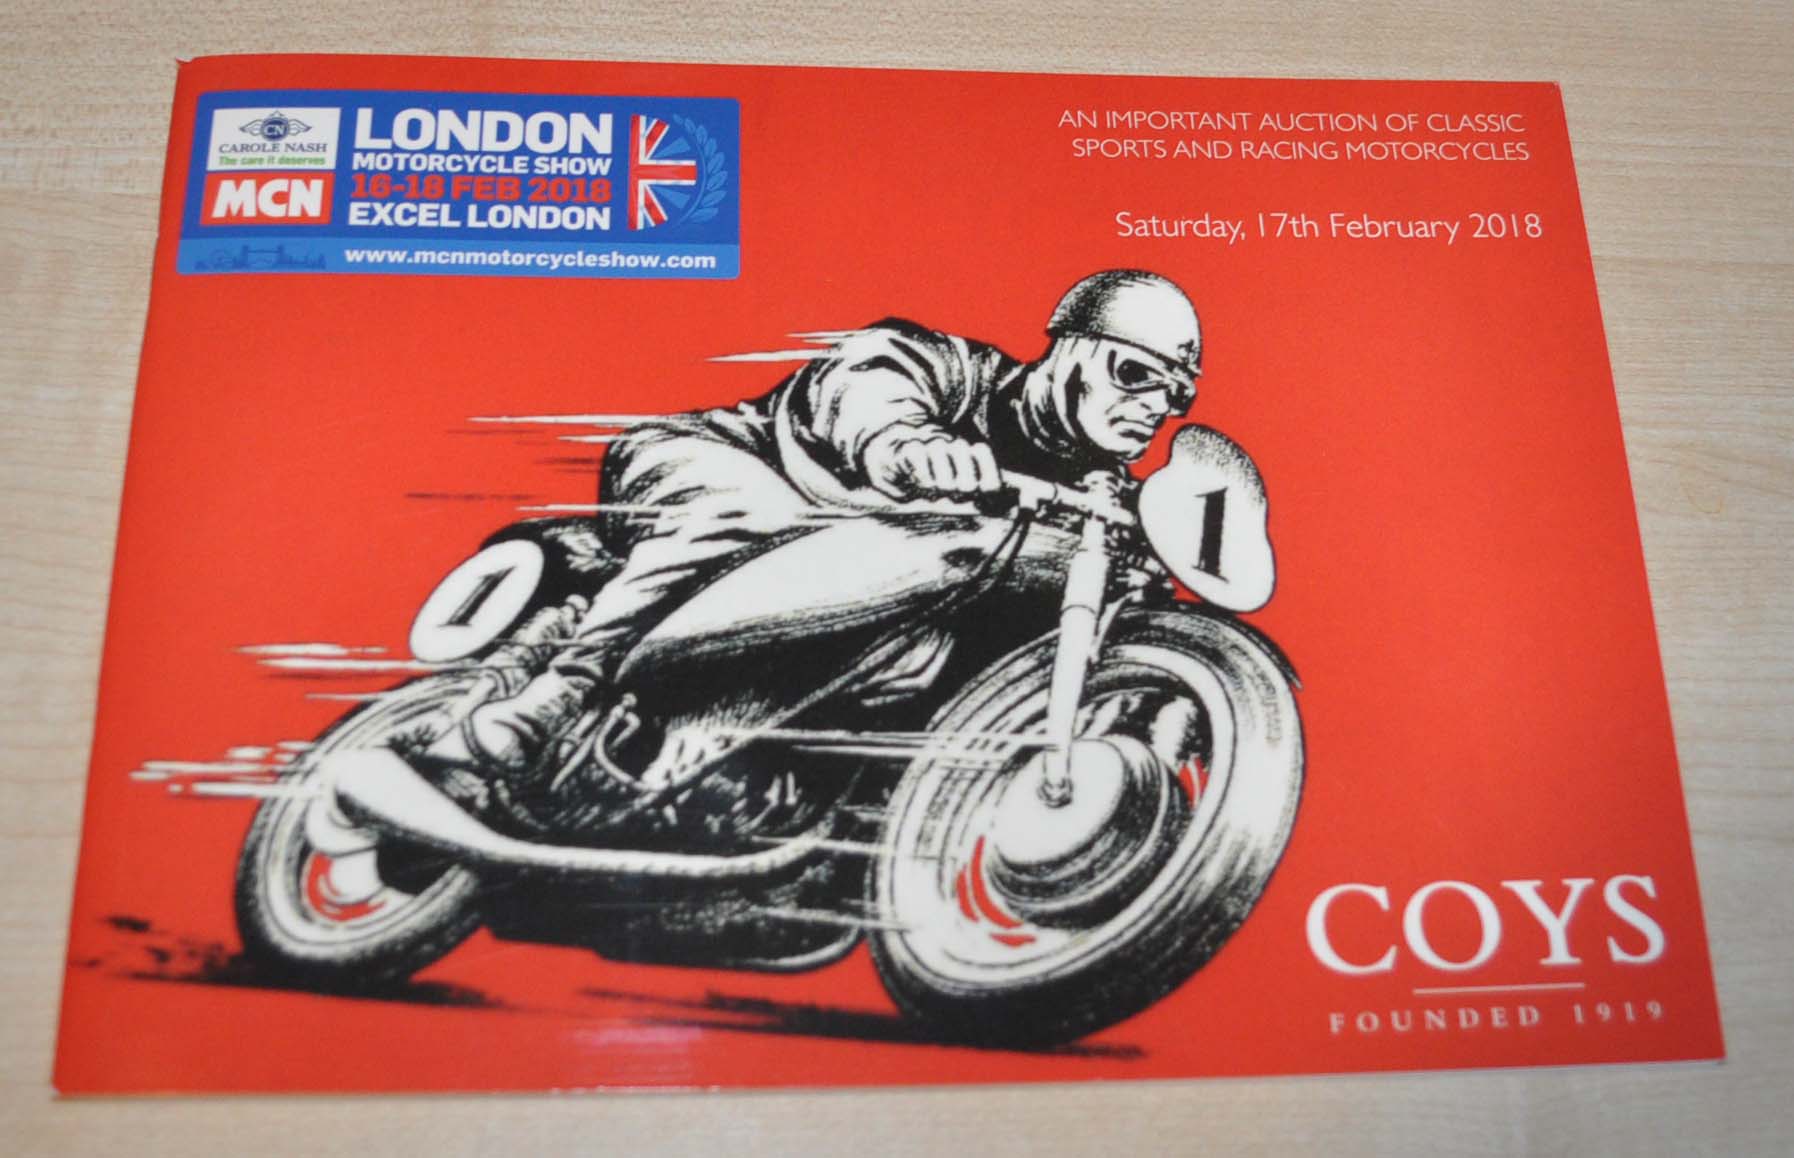 CN
CAROLE NASH
The care it deserves
MCN
LONDON
MOTORCYCLE SHOW
16-18 FEB 2018
EXCEL LONDON
www.mcnmotorcycleshow.com
AN IMPORTANT AUCTION OF CLASSIC
SPORTS AND RACING MOTORCYCLES
Saturday, 17th February 2018
1
1
COYS
FOUNDED 1919